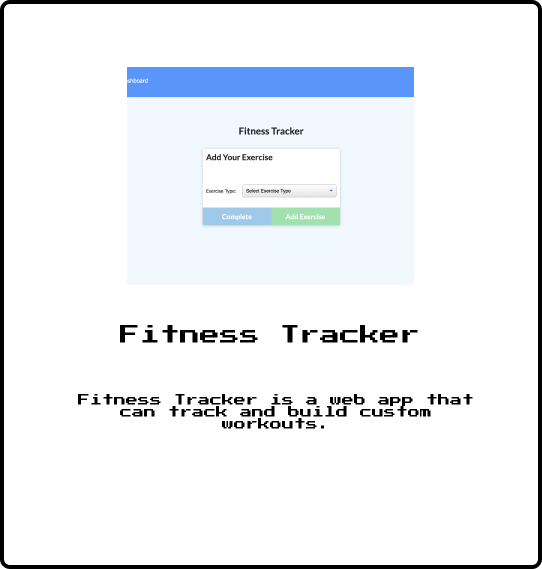 shboard
Fitness Tracker
Add Your Exercise
Exercise Type: Select Exercise Type
Complete Add Exercise
Fitness Tracker
Fitness Tracker is a web app that
can track and build custom
workouts.